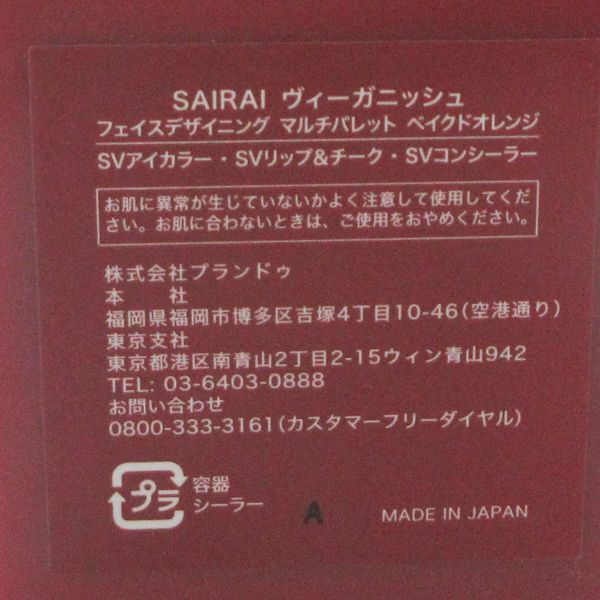 SAIRAI ヴィーガニッシュ
フェイスデザイニング マルチパレット ベイクドオレンジ
SVアイカラー・SVリップ&チーク・SVコンシーラー
お肌に異常が生じていないかよく注意して使用してくだ
さい。お肌に合わないときは、ご使用をおやめください。
株式会社プランドゥ
本 社
福岡県福岡市博多区吉塚4丁目10-46(空港通り)
東京支社
東京都港区南青山2丁目2-15ウィン青山942
TEL: 03-6403-0888
お問い合わせ
0800-333-3161(カスタマーフリーダイヤル)
プラ
容器
シーラー
A
MADE IN JAPAN